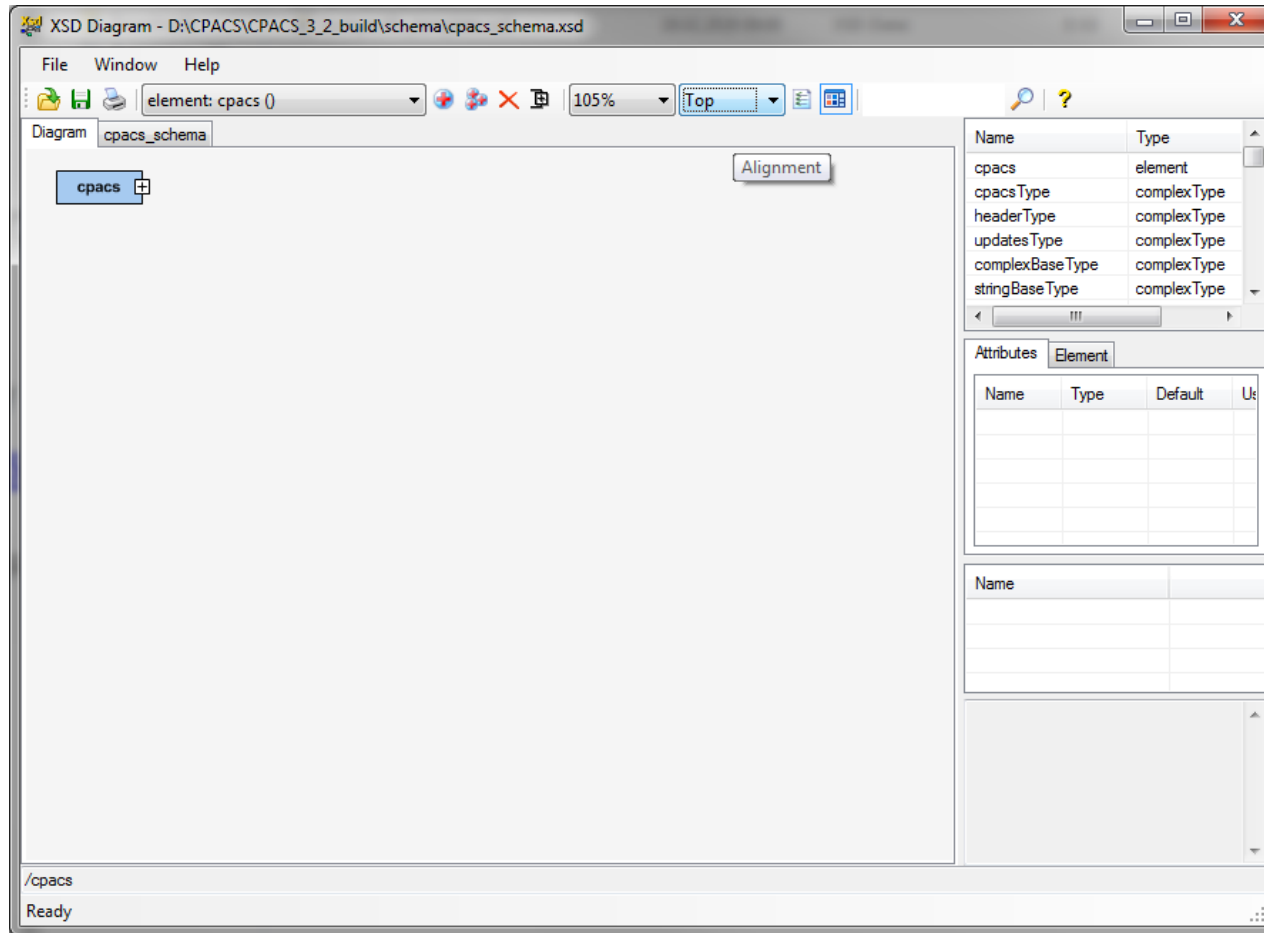 XSD Diagram - D:\CPACS\CPACS_3_2_build\schema\cpacs_schema.xsd
File Window Help
element: cpacs () 105% Top ?
Diagram cpacs_schema
cpacs
Alignment
Name Type
cpacs element
cpacsType complexType
headerType complexType
updatesType complexType
complexBaseType complexType
stringBaseType complexType
Attributes Element
Name Type Default Us
Name
/cpacs
Ready